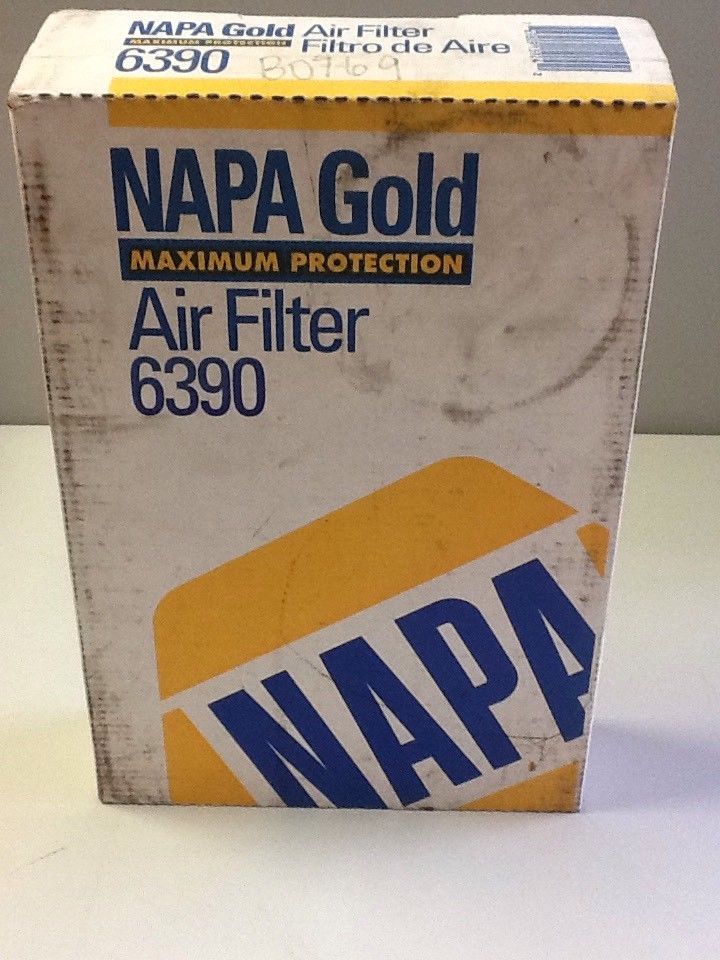 NAPA Gold Air Filter
MAXIMUM PROTECTION Filtro de Aire
6390 B0769
NAPA Gold
MAXIMUM PROTECTION
Air Filter
6390
NAPA